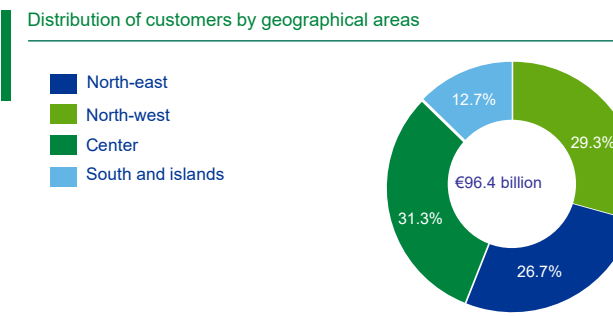 Distribution of customers by geographical areas
North-east
North-west
Center
South and islands
12.7%
29.3%
€96.4 billion
31.3%
26.7%